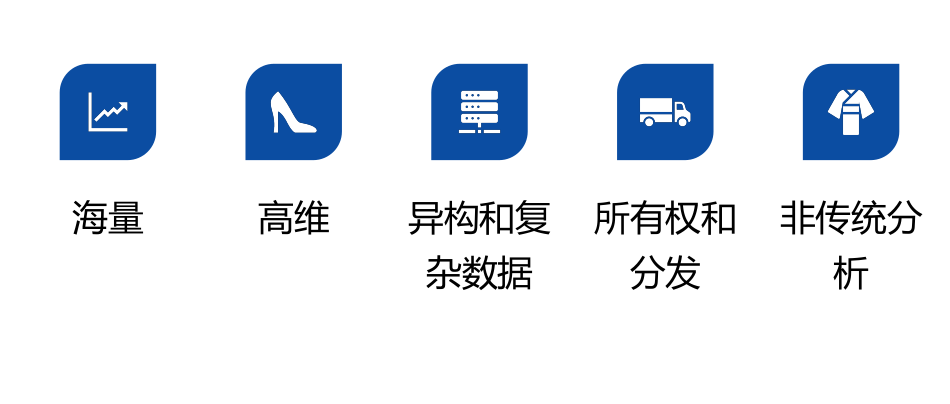 海量
高维
异构和复
杂数据
所有权和
分发
非传统分
析